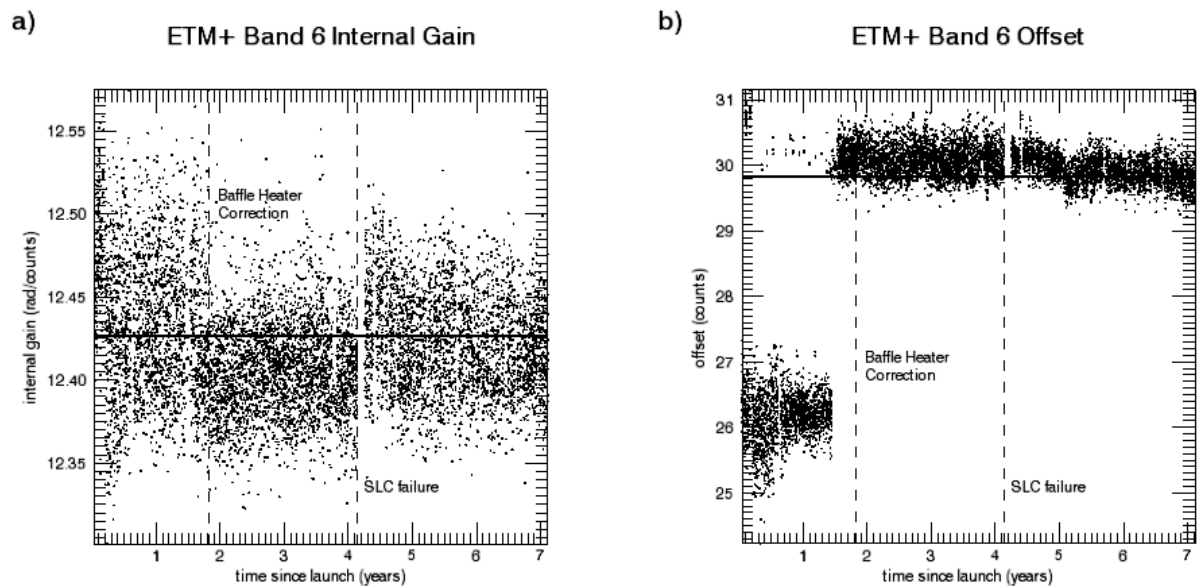 a)
ETM+ Band 6 Internal Gain
12.55
12.50
12.45
12.40
12.35
internal gain (rad/counts)
Baffle Heater
Correction
SLC failure
1 2 3 4 5 6 7
time since launch (years)
b)
ETM+ Band 6 Offset
31
30
29
28
27
26
25
offset (counts)
Baffle Heater
Correction
SLC failure
1 2 3 4 5 6 7
time since launch (years)